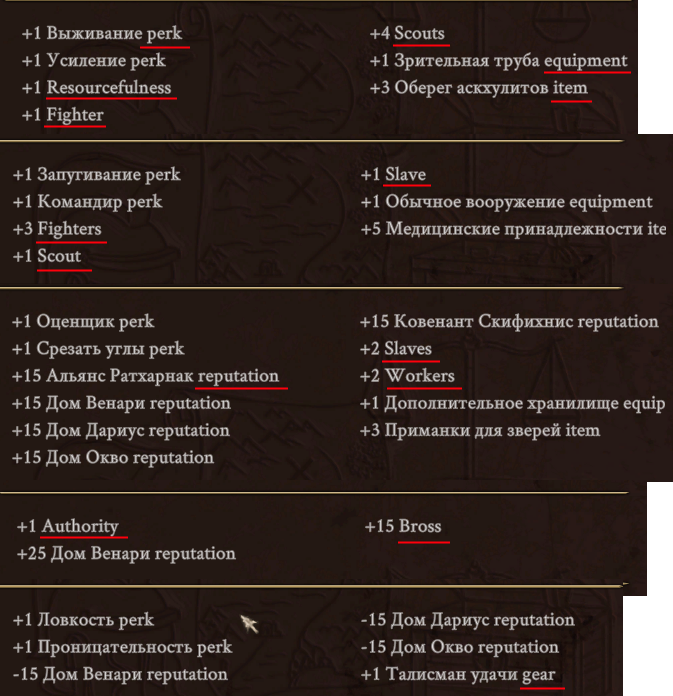 +1 Выживание perk
+1 Усиление perk
+1 Resourcefulness
+1 Fighter
+4 Scouts
+1 Зрительная труба equipment
+3 Оберег аскхулитов item
+1 Запугивание perk
+1 Командир perk
+3 Fighters
+1 Scout
+1 Slave
+1 Обычное вооружение equipment
+5 Медицинские принадлежности ite
+1 Оценщик perk
+1 Срезать углы perk
+15 Альянс Ратхарнак reputation
+15 Дом Венари reputation
+15 Дом Дариус reputation
+15 Дом Окво reputation
+15 Ковенант Скифихнис reputation
+2 Slaves
+2 Workers
+1 Дополнительное хранилище equip
+3 Приманки для зверей item
+1 Authority
+25 Дом Венари reputation
+15 Bross
+1 Ловкость perk
+1 Проницательность perk
-15 Дом Венари reputation
-15 Дом Дариус reputation
-15 Дом Окво reputation
+1 Талисман удачи gear